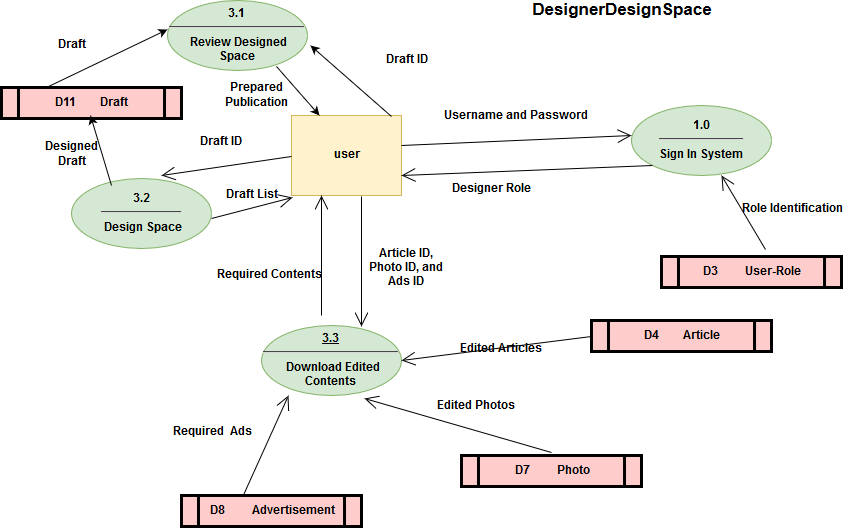 DesignerDesignSpace
3.1
Review Designed
Space
Draft
Draft ID
D11 Draft
Prepared
Publication
Username and Password
user
1.0
Sign In System
Designed
Draft
Draft ID
Designer Role
3.2
Design Space
Draft List
Role Identification
Required Contents
Article ID,
Photo ID, and
Ads ID
D3 User-Role
3.3
Download Edited
Contents
Edited Articles
D4 Article
Edited Photos
Required Ads
D7 Photo
D8 Advertisement